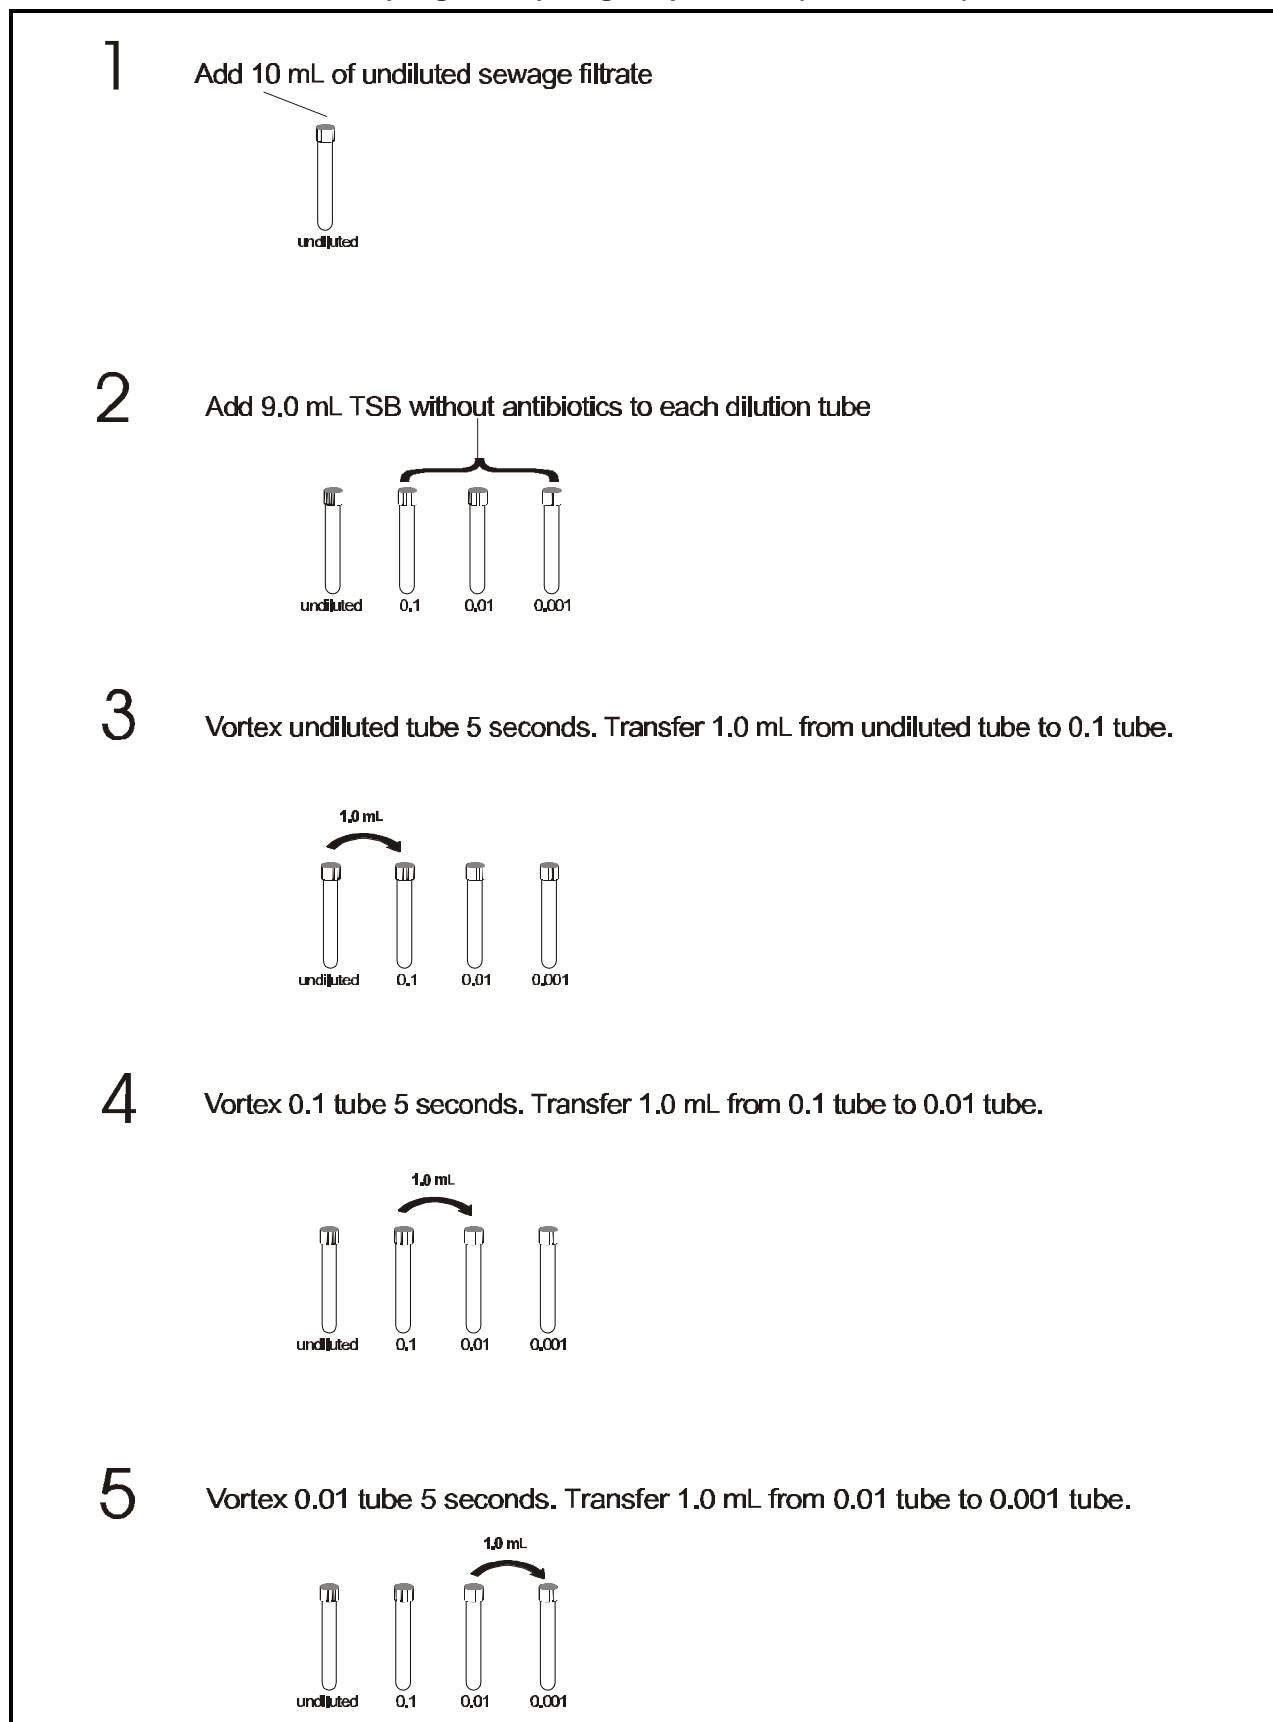 1
Add 10 mL of undiluted sewage filtrate
undiluted
2
Add 9.0 mL TSB without antibiotics to each dilution tube
undiluted 0.1 0.01 0.001
3
Vortex undiluted tube 5 seconds. Transfer 1.0 mL from undiluted tube to 0.1 tube.
1.0 mL
undiluted 0.1 0.01 0.001
4
Vortex 0.1 tube 5 seconds. Transfer 1.0 mL from 0.1 tube to 0.01 tube.
1.0 mL
undiluted 0.1 0.01 0.001
5
Vortex 0.01 tube 5 seconds. Transfer 1.0 mL from 0.01 tube to 0.001 tube.
1.0 mL
undiluted 0.1 0.01 0.001